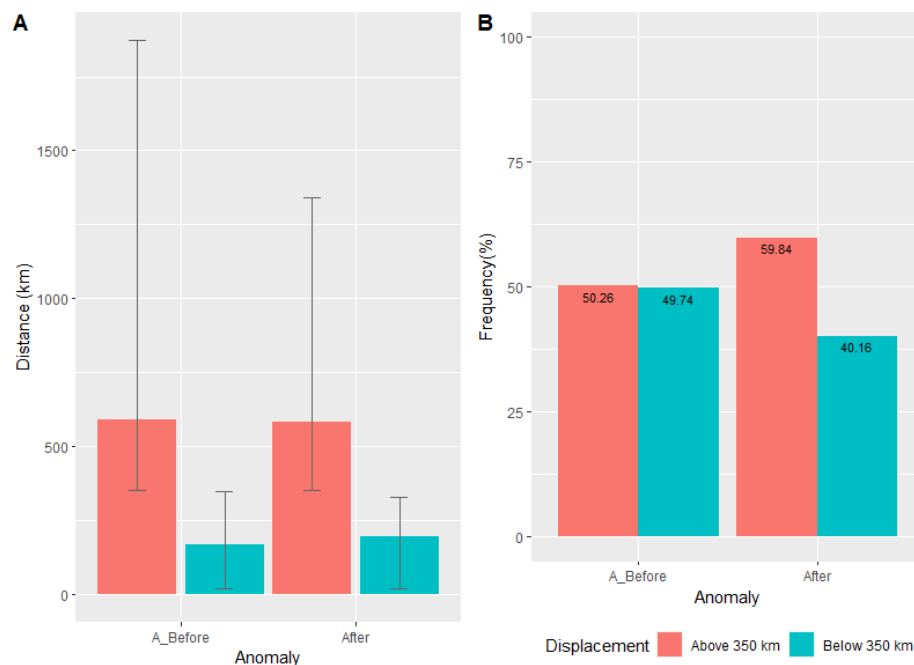 A
Distance (km)
1500
1000
500
0
A_Before
After
Anomaly
B
Frequency(%)
100
75
50
25
0
50.26
49.74
59.84
40.16
A_Before
After
Anomaly
Displacement
Above 350 km
Below 350 km